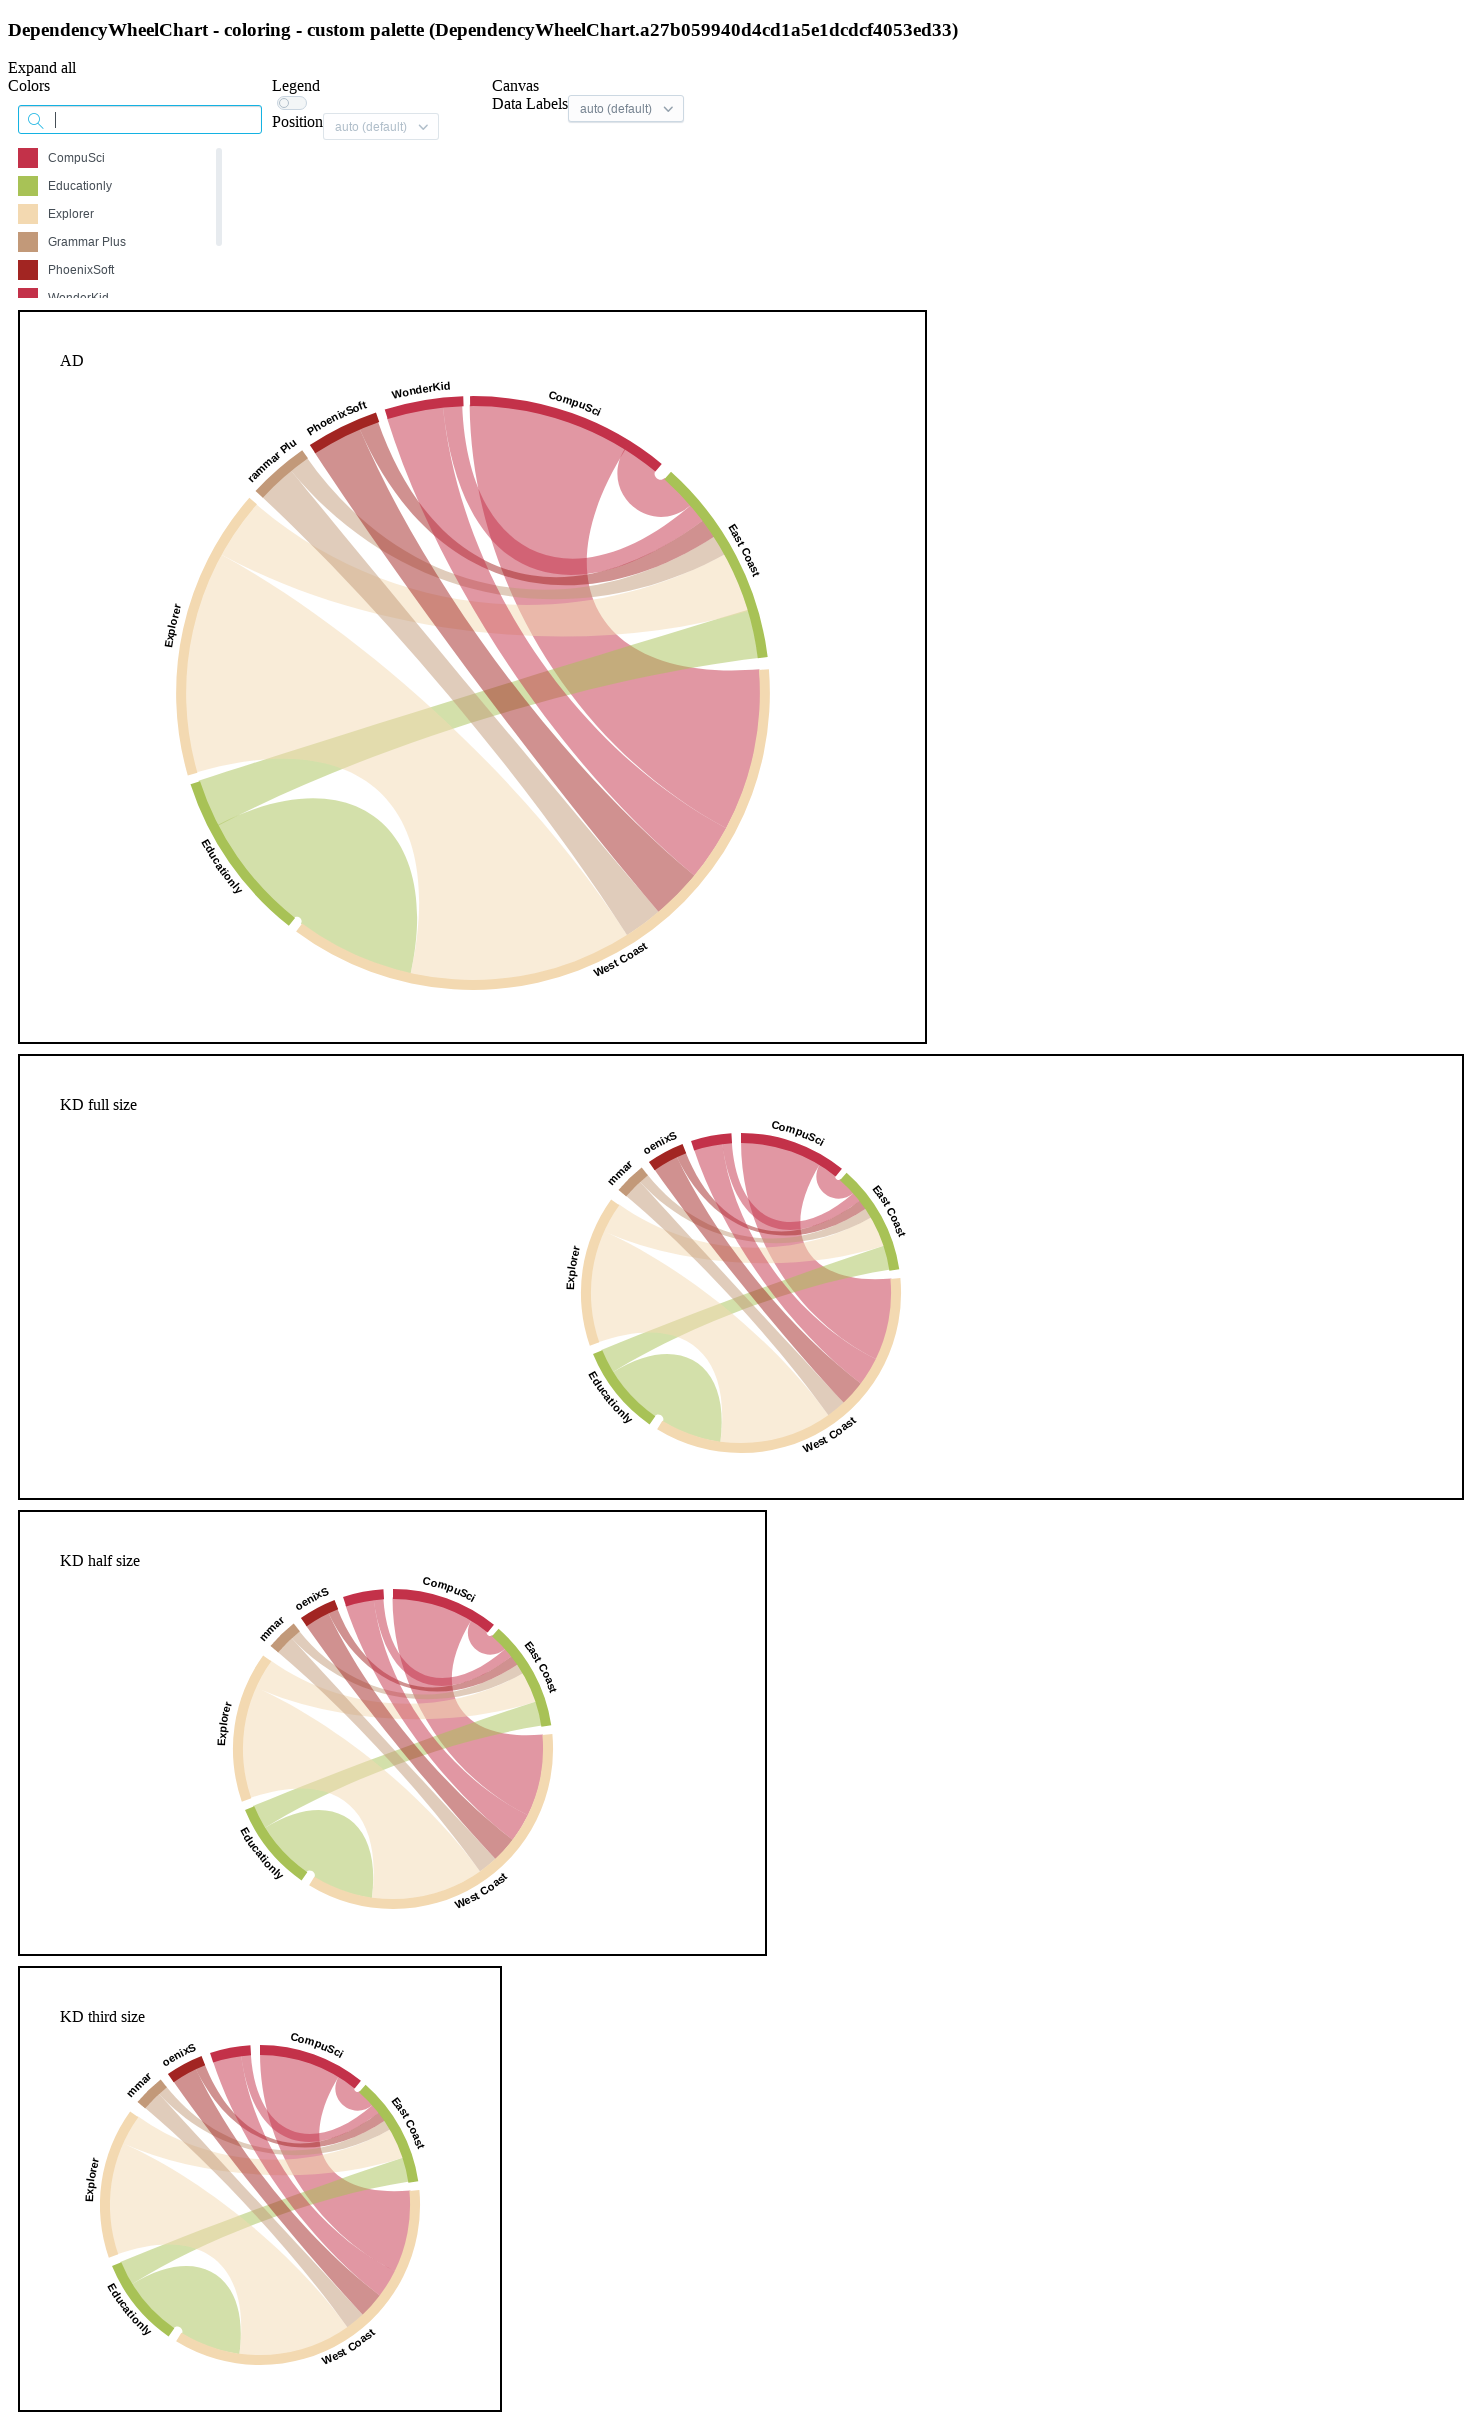 DependencyWheelChart - coloring - custom palette (DependencyWheelChart.a27b059940d4cd1a5e1dcdcf4053ed33)
Expand all
Colors
Legend
Canvas
Data Labels
auto (default)
Position
auto (default)
CompuSci
Educationly
Explorer
Grammar Plus
PhoenixSoft
WonderKid
AD
WonderKid
CompuSci
PhoenixSoft
rammar Plu
East Coast
Explorer
Educationly
West Coast
KD full size
CompuSci
oenixS
mmar
East Coast
Explorer
Educationly
West Coast
KD half size
CompuSci
oenixS
mmar
East Coast
Explorer
Educationly
West Coast
KD third size
CompuSci
oenixS
mmar
East Coast
Explorer
Educationly
West Coast